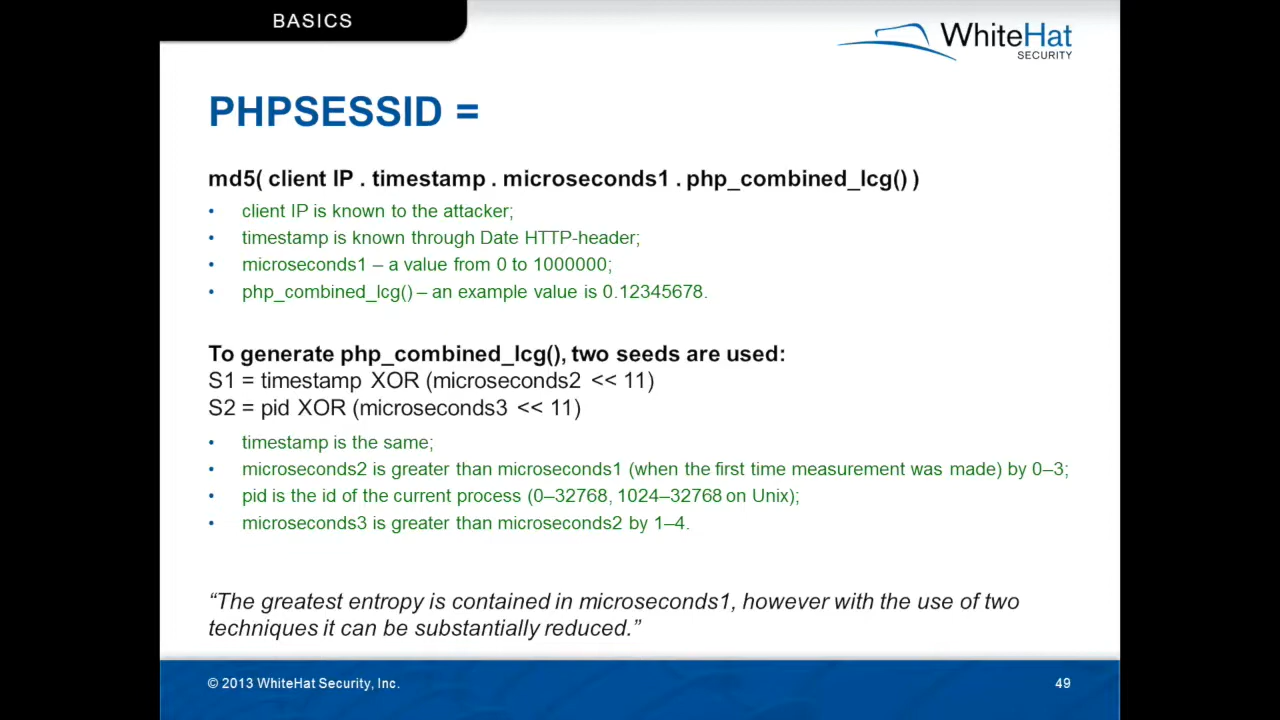 BASICS
WhiteHat
SECURITY
PHPSESSID =
md5( client IP . timestamp . microseconds1 . php_combined_lcg() )
• client IP is known to the attacker;
• timestamp is known through Date HTTP-header;
• microseconds1 – a value from 0 to 1000000;
• php_combined_lcg() – an example value is 0.12345678.
To generate php_combined_lcg(), two seeds are used:
S1 = timestamp XOR (microseconds2 << 11)
S2 = pid XOR (microseconds3 << 11)
• timestamp is the same;
• microseconds2 is greater than microseconds1 (when the first time measurement was made) by 0–3;
• pid is the id of the current process (0–32768, 1024–32768 on Unix);
• microseconds3 is greater than microseconds2 by 1–4.
“The greatest entropy is contained in microseconds1, however with the use of two
techniques it can be substantially reduced.”
© 2013 WhiteHat Security, Inc.
49